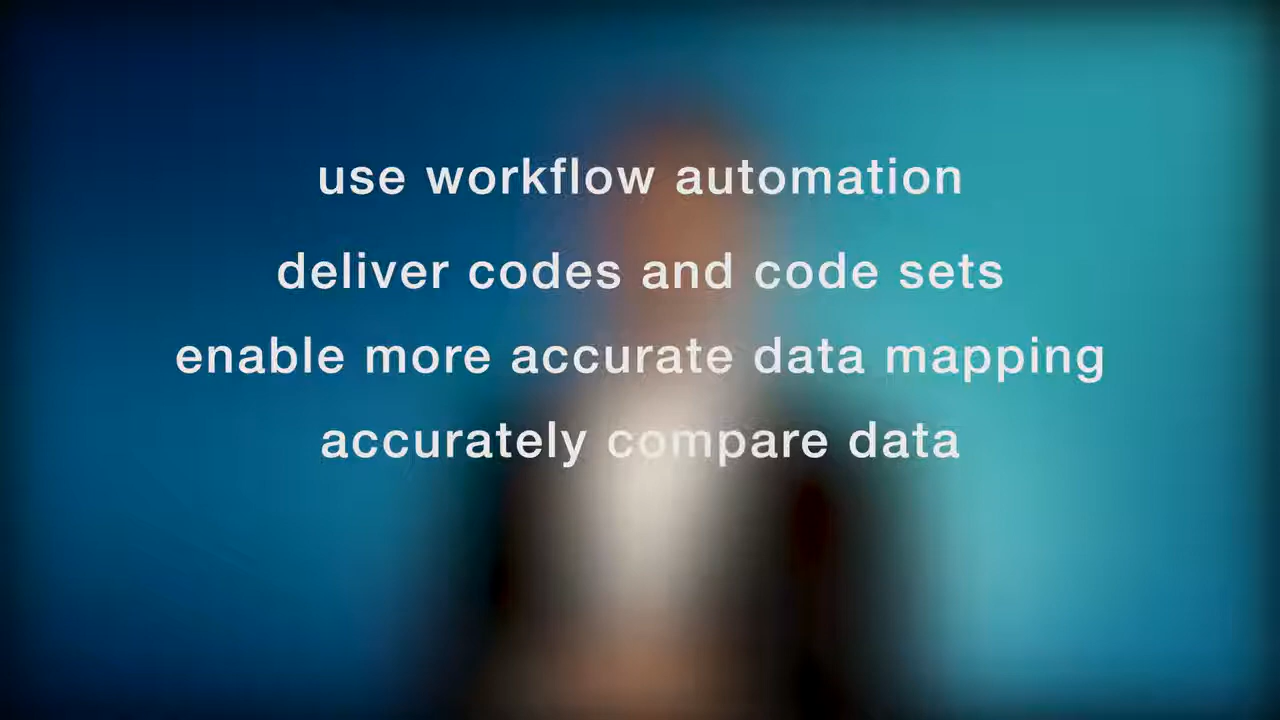 use workflow automation
deliver codes and code sets
enable more accurate data mapping
accurately compare data